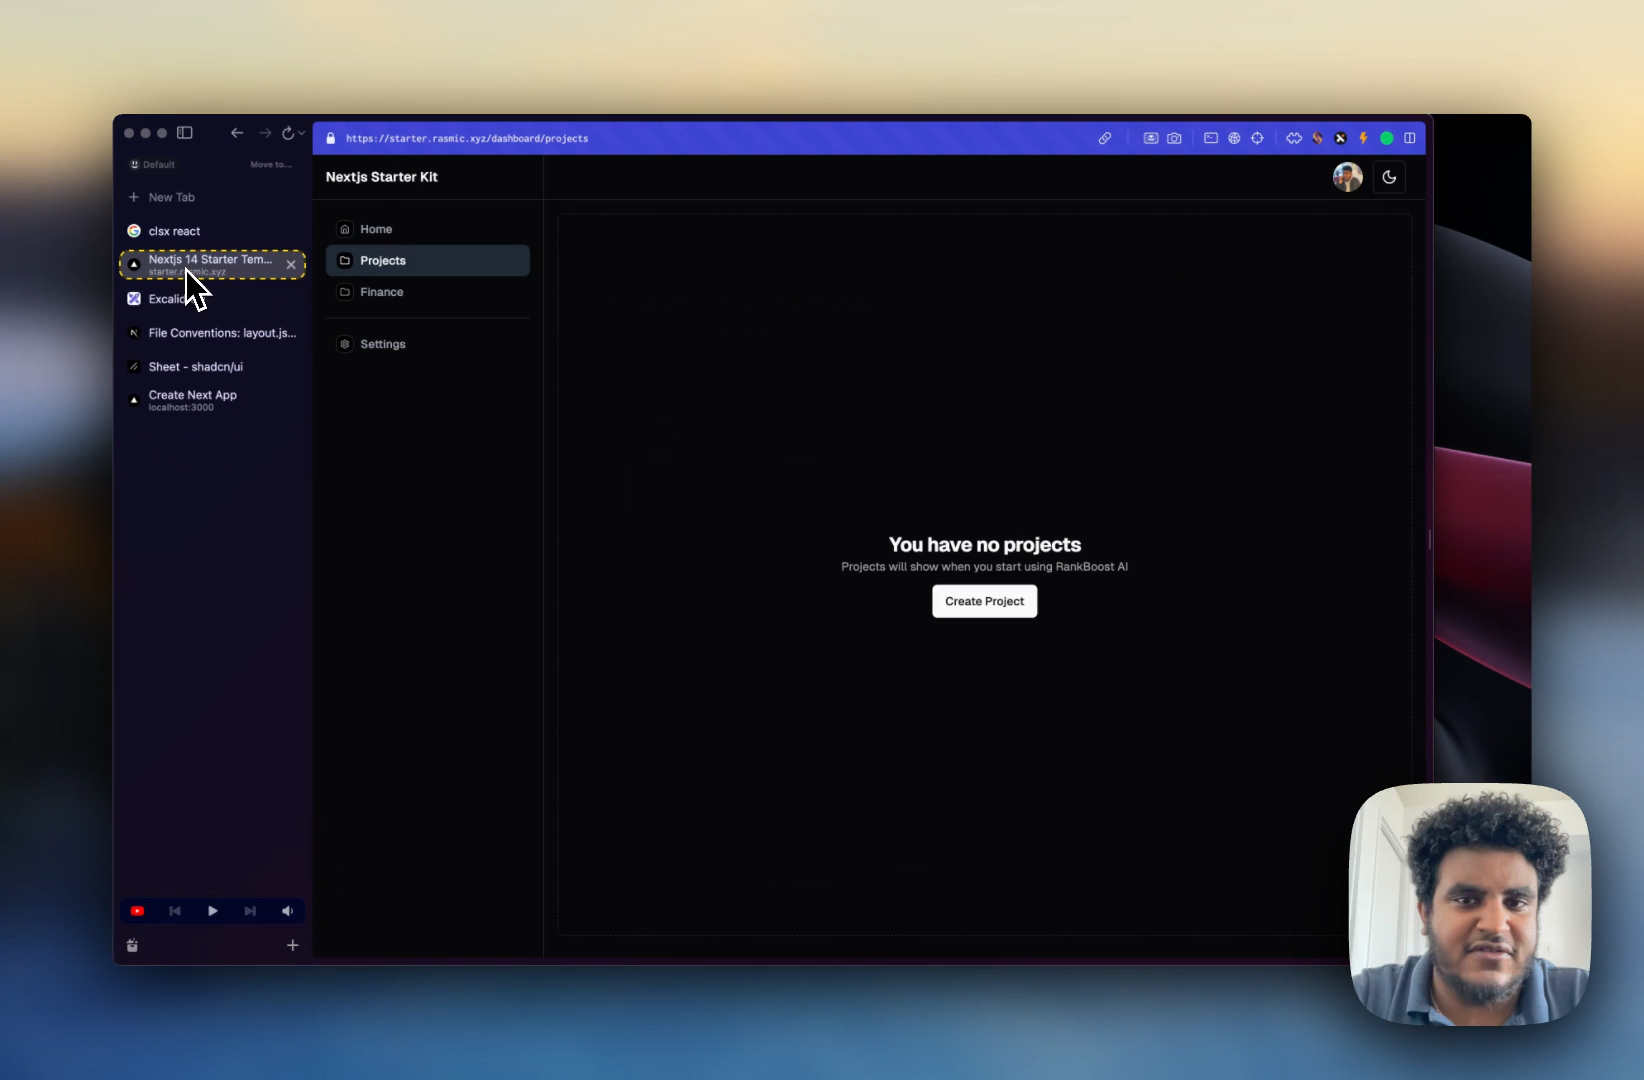 https://starter.rasmic.xyz/dashboard/projects
Default
Move to...
New Tab
clsx react
Nextjs 14 Starter Tem...
Excalid
File Conventions: layout.js...
Sheet - shadcn/ui
Create Next App
localhost:3000
Nextjs Starter Kit
Home
Projects
Finance
Settings
You have no projects
Projects will show when you start using RankBoost AI
Create Project